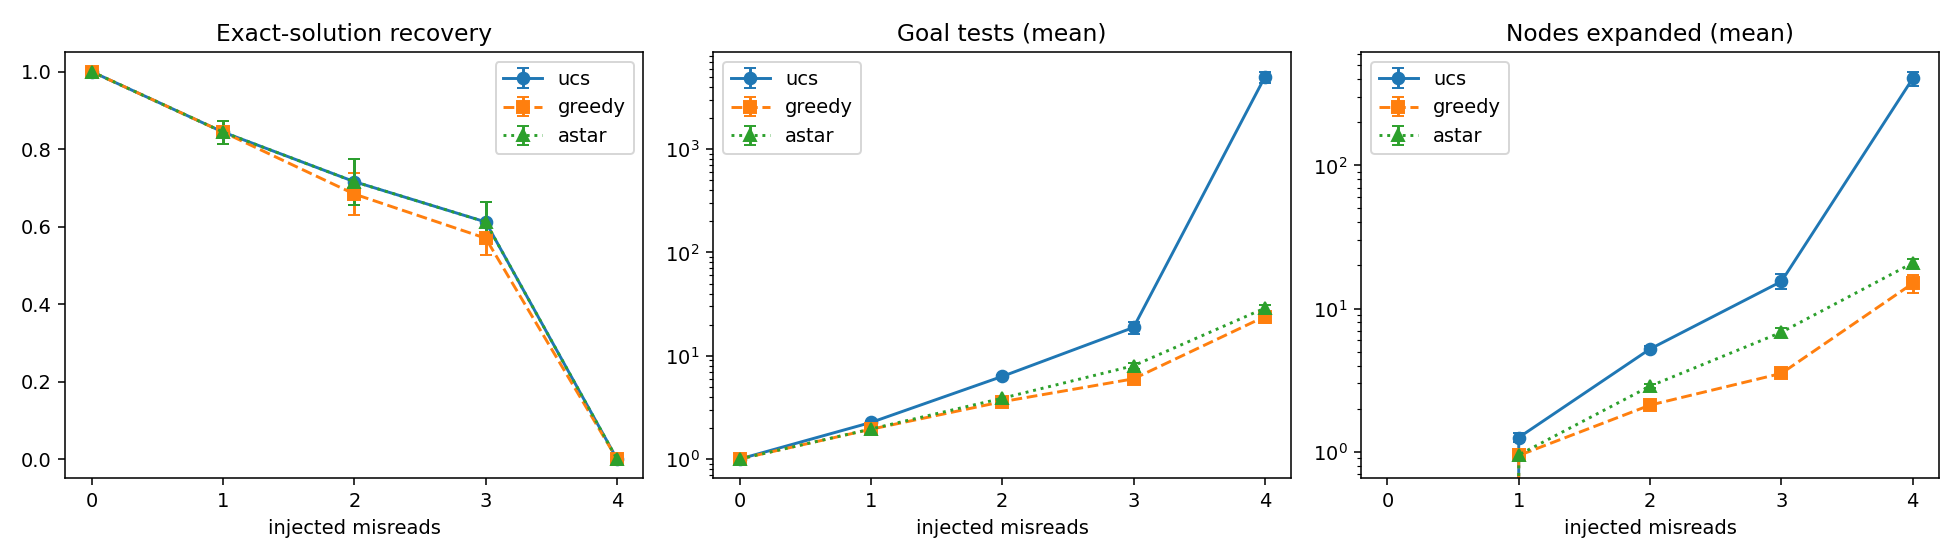 Exact-solution recovery
1.0
0.8
0.6
0.4
0.2
0.0
0 1 2 3 4
injected misreads
ucs
greedy
astar
Goal tests (mean)
10³
10²
10¹
10⁰
0 1 2 3 4
injected misreads
ucs
greedy
astar
Nodes expanded (mean)
10²
10¹
10⁰
0 1 2 3 4
injected misreads
ucs
greedy
astar